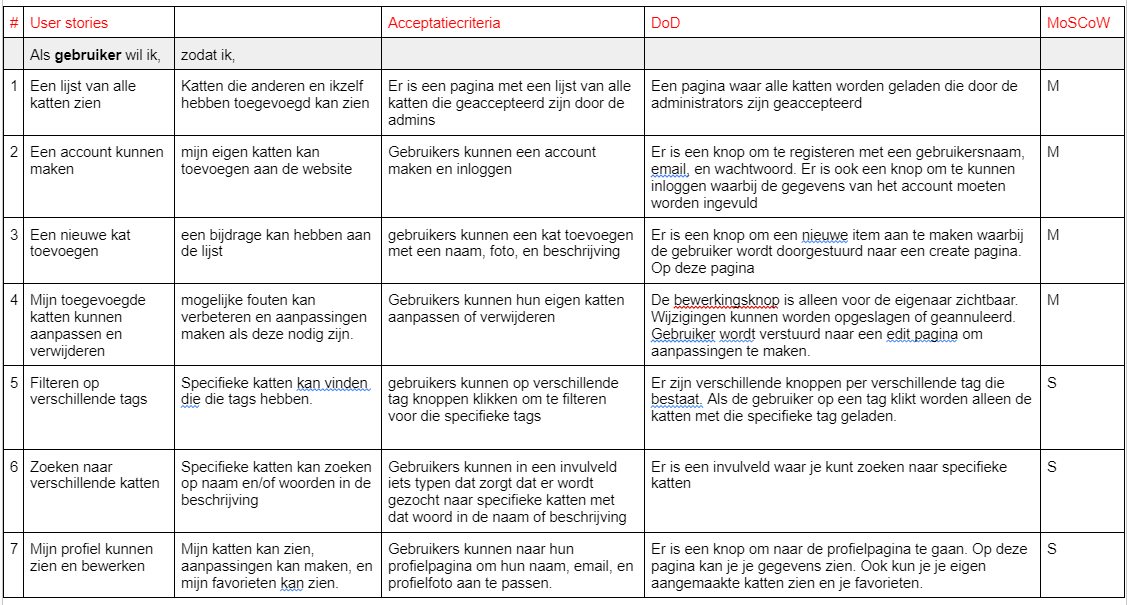 # User stories Acceptatiecriteria DoD MoSCoW
Als gebruiker wil ik, zodat ik,
1 Een lijst van alle Katten die anderen en ikzelf Er is een pagina met een lijst van alle Een pagina waar alle katten worden geladen die door de M
katten zien hebben toegevoegd kan zien katten die geaccepteerd zijn door de administrators zijn geaccepteerd
admins
2 Een account kunnen mijn eigen katten kan Gebruikers kunnen een account Er is een knop om te registeren met een gebruikersnaam, M
maken toevoegen aan de website maken en inloggen email, en wachtwoord. Er is ook een knop om te kunnen
inloggen waarbij de gegevens van het account moeten
worden ingevuld
3 Een nieuwe kat een bijdrage kan hebben aan gebruikers kunnen een kat toevoegen Er is een knop om een nieuwe item aan te maken waarbij M
toevoegen de lijst met een naam, foto, en beschrijving de gebruiker wordt doorgestuurd naar een create pagina.
Op deze pagina
4 Mijn toegevoegde mogelijke fouten kan Gebruikers kunnen hun eigen katten De bewerkingsknop is alleen voor de eigenaar zichtbaar. M
katten kunnen verbeteren en aanpassingen aanpassen of verwijderen Wijzigingen kunnen worden opgeslagen of geannuleerd.
aanpassen en maken als deze nodig zijn. Gebruiker wordt verstuurd naar een edit pagina om
verwijderen aanpassingen te maken.
5 Filteren op Specifieke katten kan vinden gebruikers kunnen op verschillende Er zijn verschillende knoppen per verschillende tag die S
verschillende tags die die tags hebben. tag knoppen klikken om te filteren bestaat. Als de gebruiker op een tag klikt worden alleen de
voor die specifieke tags katten met die specifieke tag geladen.
6 Zoeken naar Specifieke katten kan zoeken Gebruikers kunnen in een invulveld Er is een invulveld waar je kunt zoeken naar specifieke S
verschillende katten op naam en/of woorden in de iets typen dat zorgt dat er wordt katten
beschrijving gezocht naar specifieke katten met
dat woord in de naam of beschrijving
7 Mijn profiel kunnen Mijn katten kan zien, Gebruikers kunnen naar hun Er is een knop om naar de profielpagina te gaan. Op deze S
zien en bewerken aanpassingen kan maken, en profielpagina om hun naam, email, en pagina kan je je gegevens zien. Ook kun je je eigen
mijn favorieten kan zien. profielfoto aan te passen. aangemaakte katten zien en je favorieten.